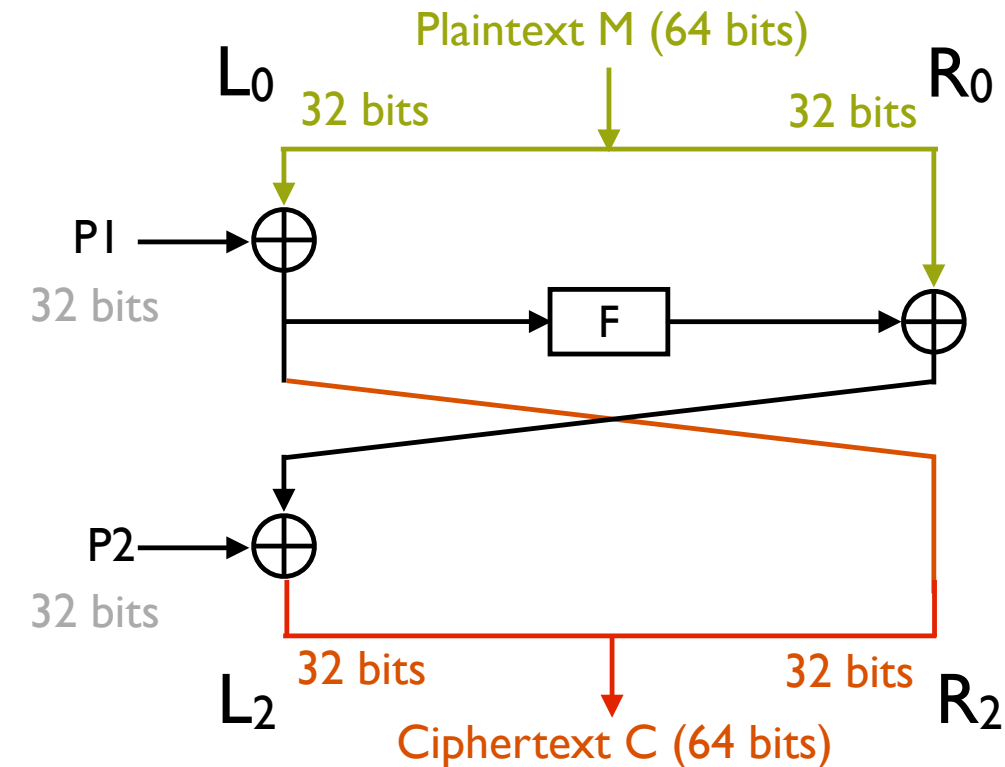 Plaintext M (64 bits)
L0
R0
32 bits
32 bits
P1
32 bits
F
P2
32 bits
32 bits
32 bits
L2
R2
Ciphertext C (64 bits)